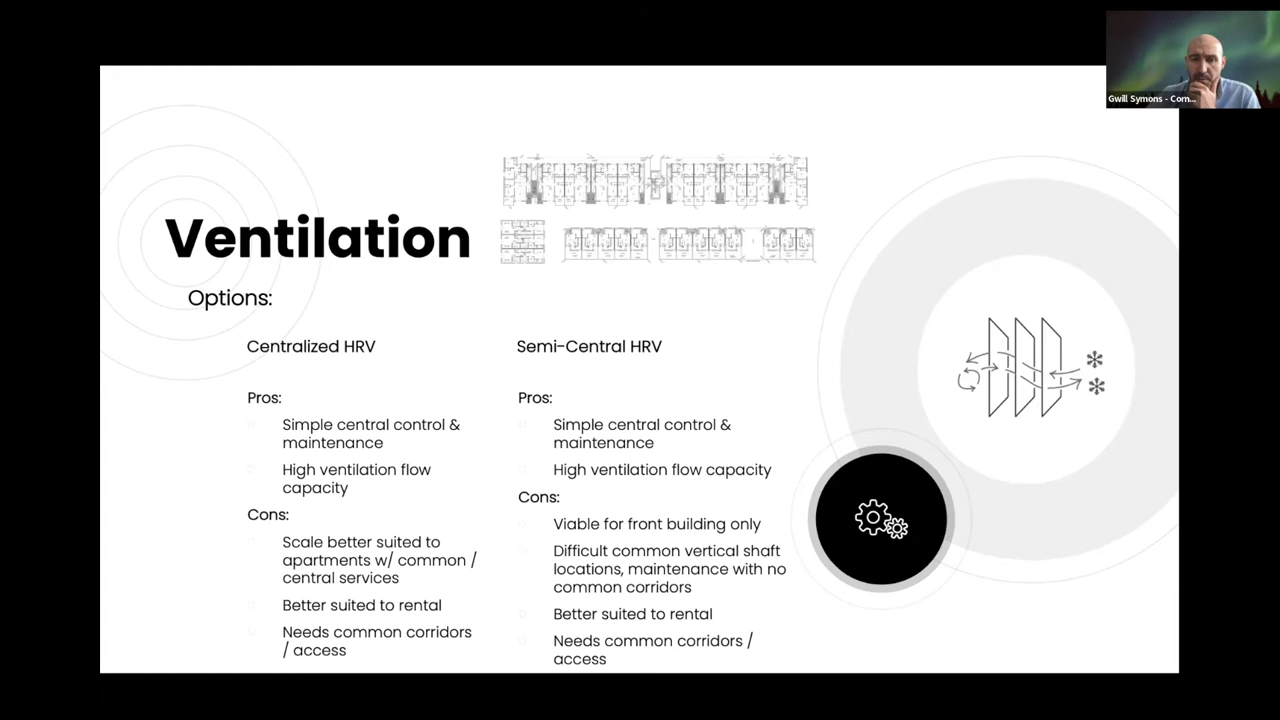 Gwill Symons - Corn...
Ventilation
Options:
Centralized HRV
Pros:
Simple central control &
maintenance
High ventilation flow
capacity
Cons:
Scale better suited to
apartments w/ common /
central services
Better suited to rental
Needs common corridors
/ access
Semi-Central HRV
Pros:
Simple central control &
maintenance
High ventilation flow capacity
Cons:
Viable for front building only
Difficult common vertical shaft
locations, maintenance with no
common corridors
Better suited to rental
Needs common corridors /
access